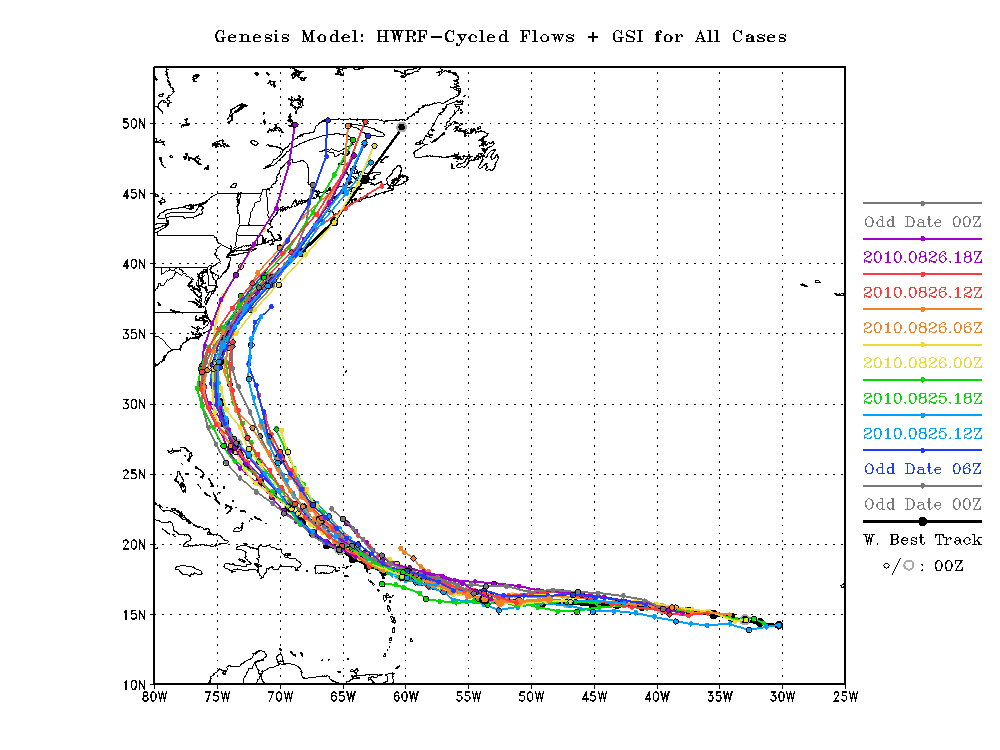 Genesis Model: HWRF-Cycled Flows + GSI for All Cases
50N
45N
40N
35N
30N
25N
20N
15N
10N
80W 75W 70W 65W 60W 55W 50W 45W 40W 35W 30W 25W
Odd Date 00Z
2010.0826.18Z
2010.0826.12Z
2010.0826.06Z
2010.0826.00Z
2010.0825.18Z
2010.0825.12Z
Odd Date 06Z
Odd Date 00Z
W. Best Track
o/O: 00Z